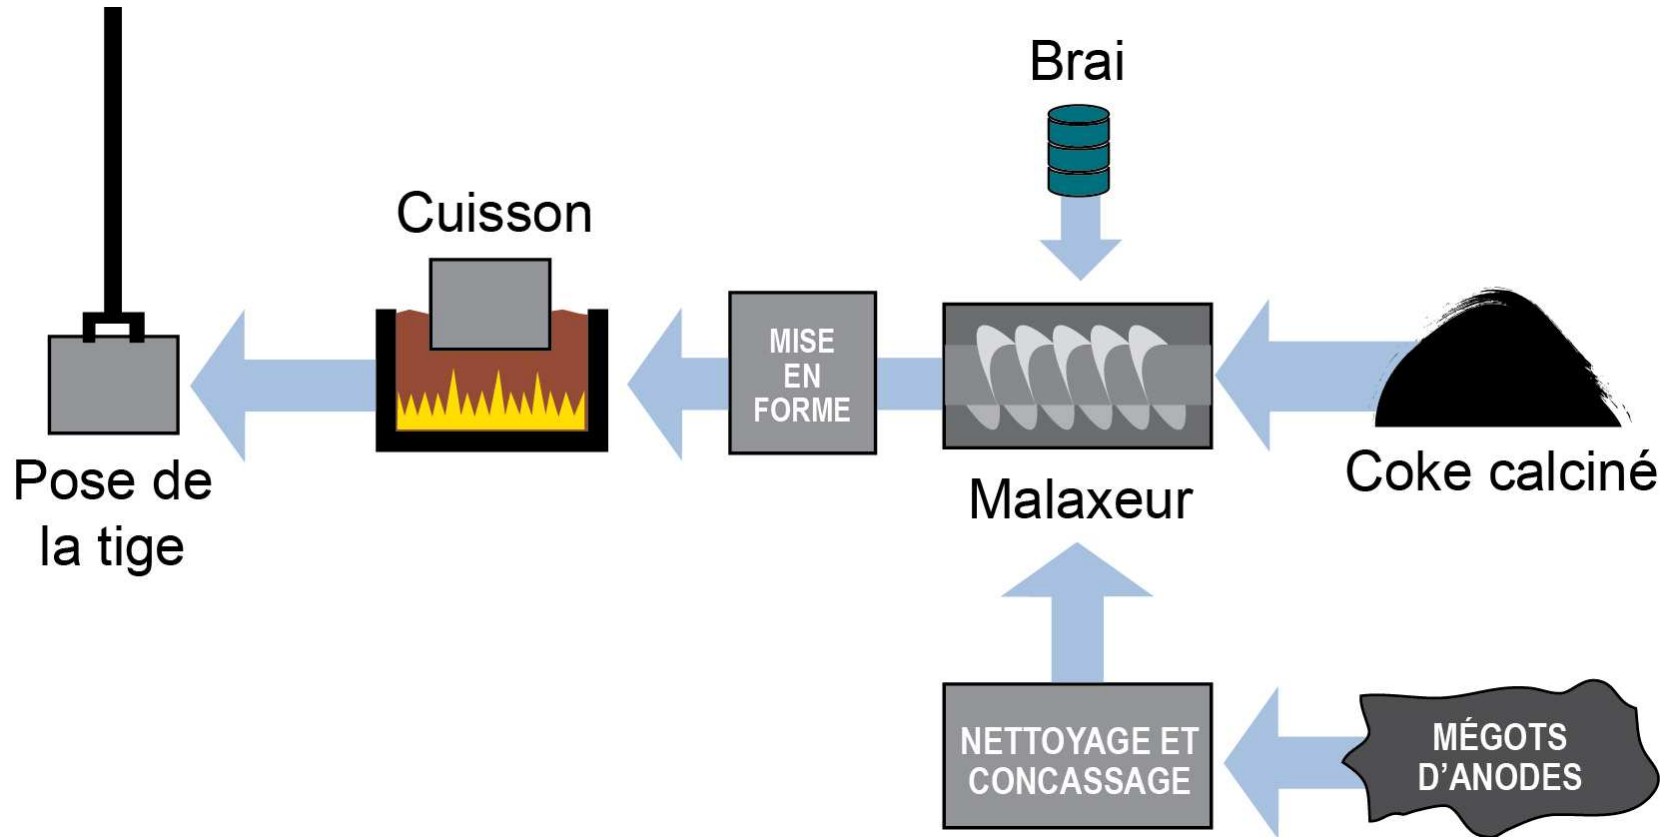 Brai
Cuisson
MISE
EN
FORME
Pose de
la tige
Malaxeur
Coke calciné
NETTOYAGE ET
CONCASSAGE
MÉGOTS
D’ANODES